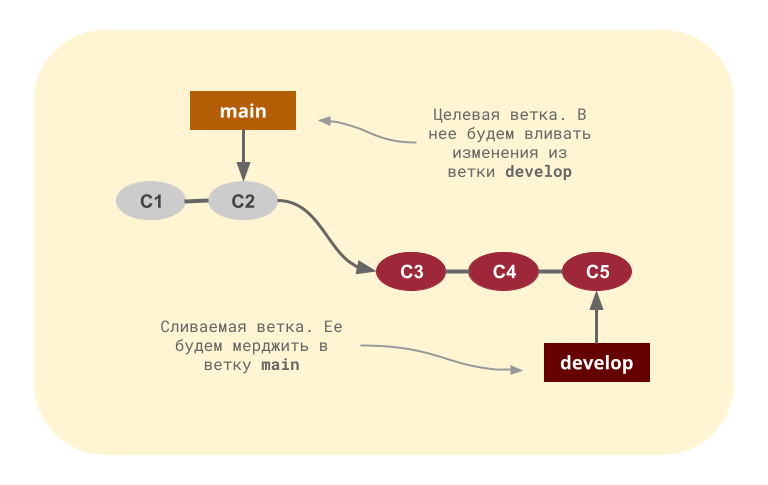 main
Целевая ветка. В
нее будем вливать
изменения из
ветки develop
C1
C2
C3
C4
C5
Сливаемая ветка. Ее
будем мерджить в
ветку main
develop